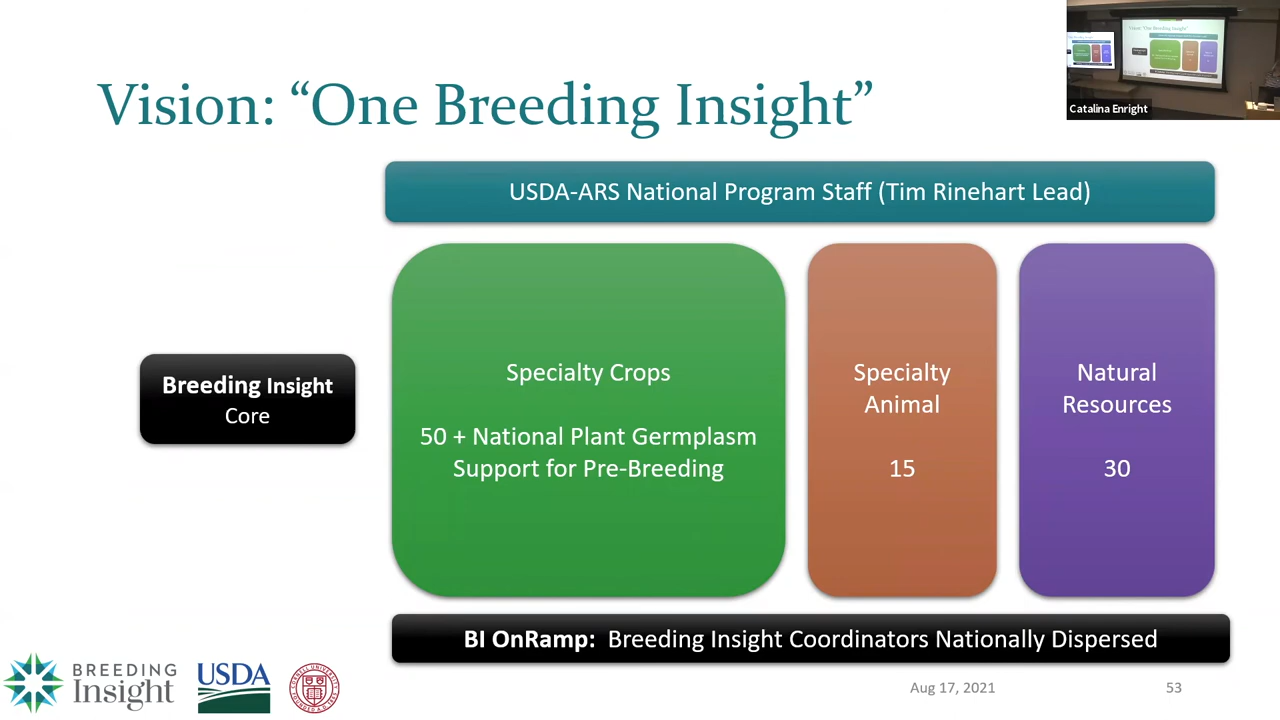 Vision: “One Breeding Insight”
Catalina Enright
USDA-ARS National Program Staff (Tim Rinehart Lead)
Breeding Insight
Core
Specialty Crops
50 + National Plant Germplasm
Support for Pre-Breeding
Specialty
Animal
15
Natural
Resources
30
BI OnRamp: Breeding Insight Coordinators Nationally Dispersed
BREEDING
Insight
USDA
Aug 17, 2021
53